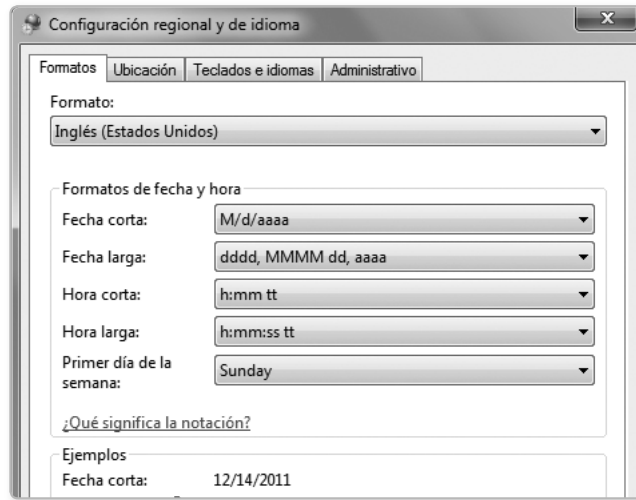 Configuración regional y de idioma
Formatos Ubicación Teclados e idiomas Administrativo
Formato:
Inglés (Estados Unidos)
Formatos de fecha y hora
Fecha corta: M/d/aaaa
Fecha larga: dddd, MMMM dd, aaaa
Hora corta: h:mm tt
Hora larga: h:mm:ss tt
Primer día de la
semana: Sunday
¿Qué significa la notación?
Ejemplos
Fecha corta: 12/14/2011